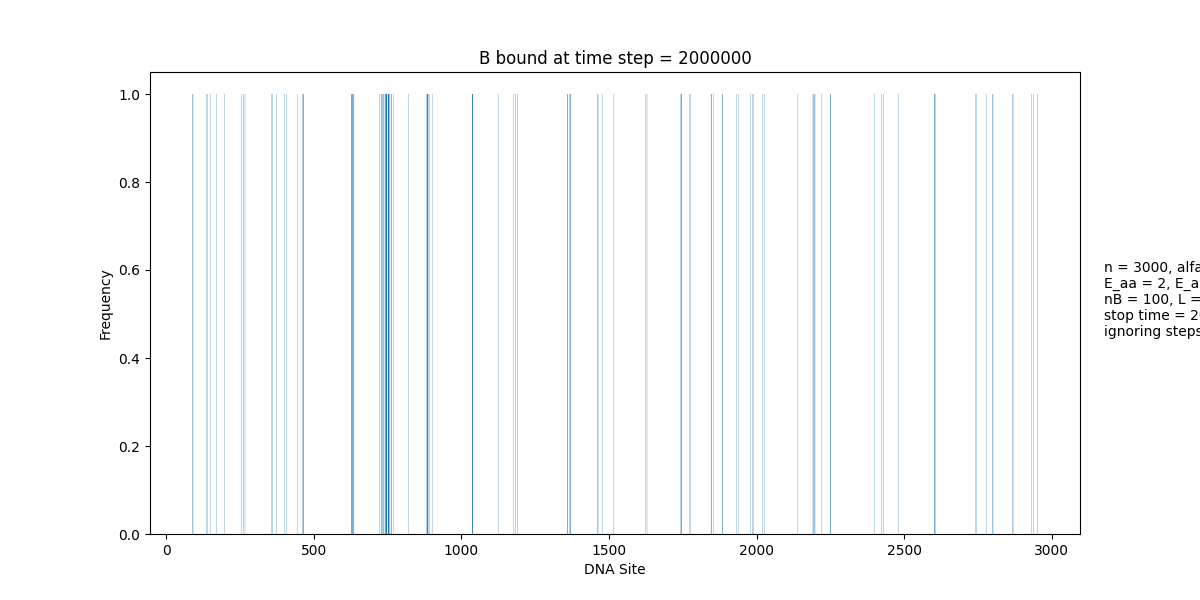 B bound at time step = 2000000
1.0
0.8
0.6
0.4
0.2
0.0
Frequency
0 500 1000 1500 2000 2500 3000
DNA Site
n = 3000, alfa
E_aa = 2, E_a
nB = 100, L =
stop time = 2
ignoring steps